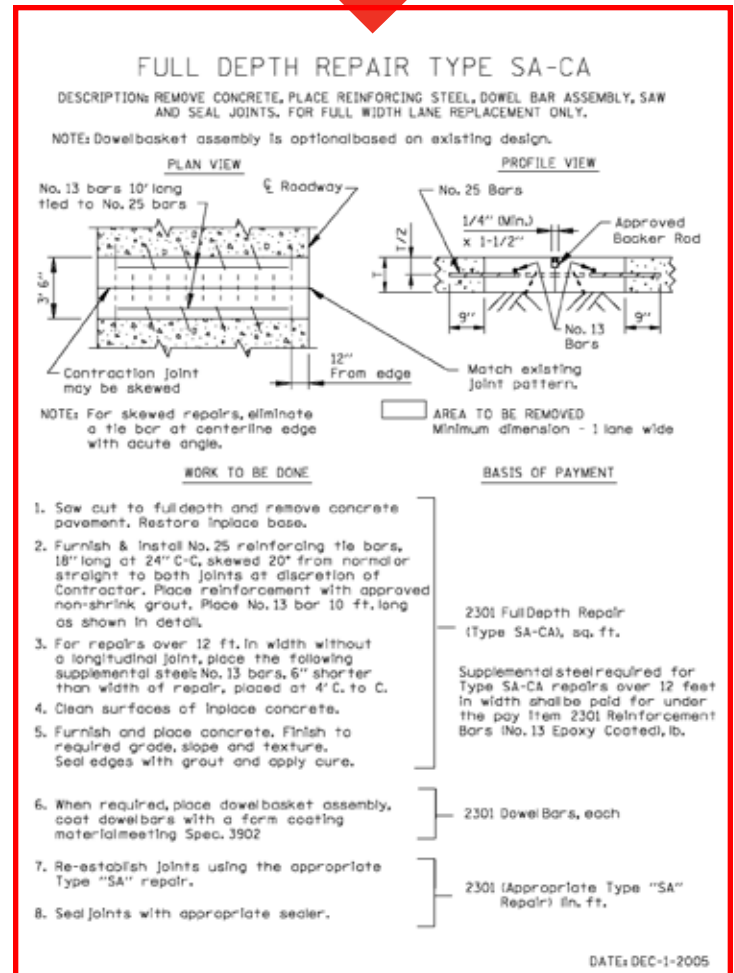 FULL DEPTH REPAIR TYPE SA-CA
DESCRIPTION: REMOVE CONCRETE, PLACE REINFORCING STEEL, DOWEL BAR ASSEMBLY, SAW
AND SEAL JOINTS. FOR FULL WIDTH LANE REPLACEMENT ONLY.
NOTE: Dowel basket assembly is optional based on existing design.
PLAN VIEW
No. 13 bars 10' long
tied to No. 25 bars
℄ Roadway
3' 6"
Contraction joint
may be skewed
12"
From edge
NOTE: For skewed repairs, eliminate
a tie bar at centerline edge
with acute angle.
PROFILE VIEW
No. 25 Bars
1/4" (Min.)
x 1-1/2"
Approved
Backer Rod
T/2
T
9"
9"
No. 13
Bars
Match existing
joint pattern.
AREA TO BE REMOVED
Minimum dimension - 1 lane wide
WORK TO BE DONE
1. Saw cut to full depth and remove concrete
pavement. Restore inplace base.
2. Furnish & install No. 25 reinforcing tie bars,
18" long at 24" C-C, skewed 20° from normal or
straight to both joints at discretion of
Contractor. Place reinforcement with approved
non-shrink grout. Place No. 13 bar 10 ft. long
as shown in detail.
3. For repairs over 12 ft. in width without
a longitudinal joint, place the following
supplemental steel: No. 13 bars, 6" shorter
than width of repair, placed at 4' C. to C.
4. Clean surfaces of inplace concrete.
5. Furnish and place concrete. Finish to
required grade, slope and texture.
Seal edges with grout and apply cure.
6. When required, place dowel basket assembly,
coat dowel bars with a form coating
material meeting Spec. 3902
7. Re-establish joints using the appropriate
Type "SA" repair.
8. Seal joints with appropriate sealer.
BASIS OF PAYMENT
2301 Full Depth Repair
(Type SA-CA), sq. ft.
Supplemental steel required for
Type SA-CA repairs over 12 feet
in width shall be paid for under
the pay item 2301 Reinforcement
Bars (No. 13 Epoxy Coated), lb.
2301 Dowel Bars, each
2301 (Appropriate Type "SA"
Repair) lin. ft.
DATE: DEC-1-2005